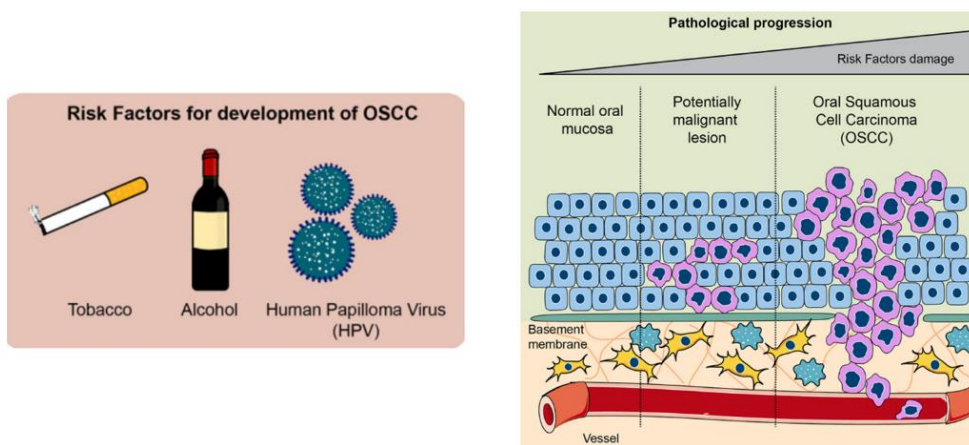 Risk Factors for development of OSCC
Tobacco
Alcohol
Human Papilloma Virus
(HPV)
Pathological progression
Risk Factors damage
Normal oral
mucosa
Potentially
malignant
lesion
Oral Squamous
Cell Carcinoma
(OSCC)
Basement
membrane
Vessel